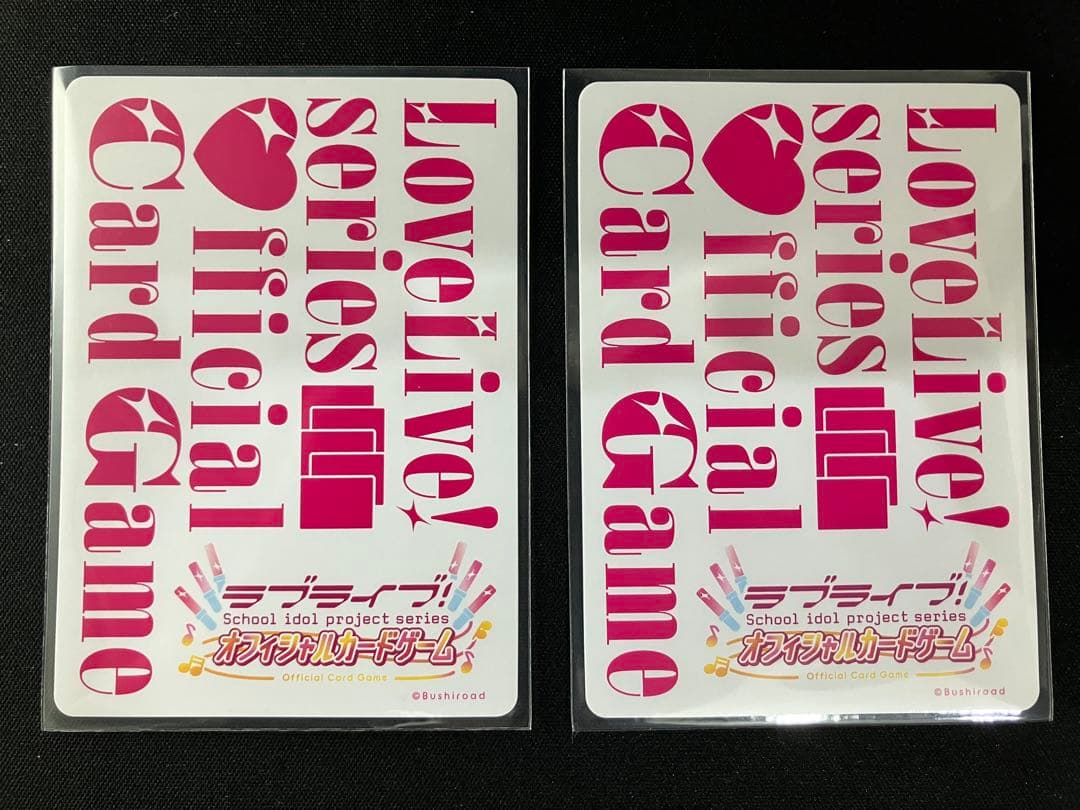 LoveLive!
series
fficial
Card Game
ラブライブ!
School idol project series
オフィシャルカードゲーム
Official Card Game
©Bushiroad
LoveLive!
series
fficial
Card Game
ラブライブ!
School idol project series
オフィシャルカードゲーム
Official Card Game
©Bushiroad